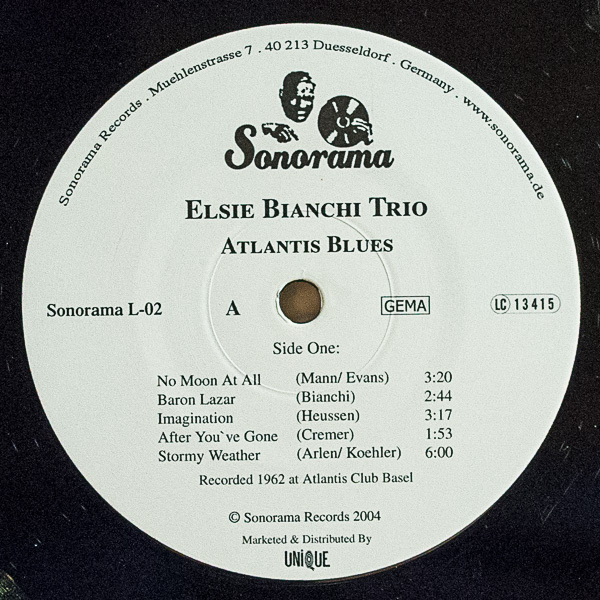 Sonorama Records . Muehlenstrasse 7 . 40 213 Duesseldorf . Germany . www.sonorama.de
Sonorama
ELSIE BIANCHI TRIO
ATLANTIS BLUES
Sonorama L-02 A GEMA LC 13415
Side One:
No Moon At All (Mann/ Evans) 3:20
Baron Lazar (Bianchi) 2:44
Imagination (Heussen) 3:17
After You`ve Gone (Cremer) 1:53
Stormy Weather (Arlen/ Koehler) 6:00
Recorded 1962 at Atlantis Club Basel
© Sonorama Records 2004
Marketed & Distributed By
UNiQUE